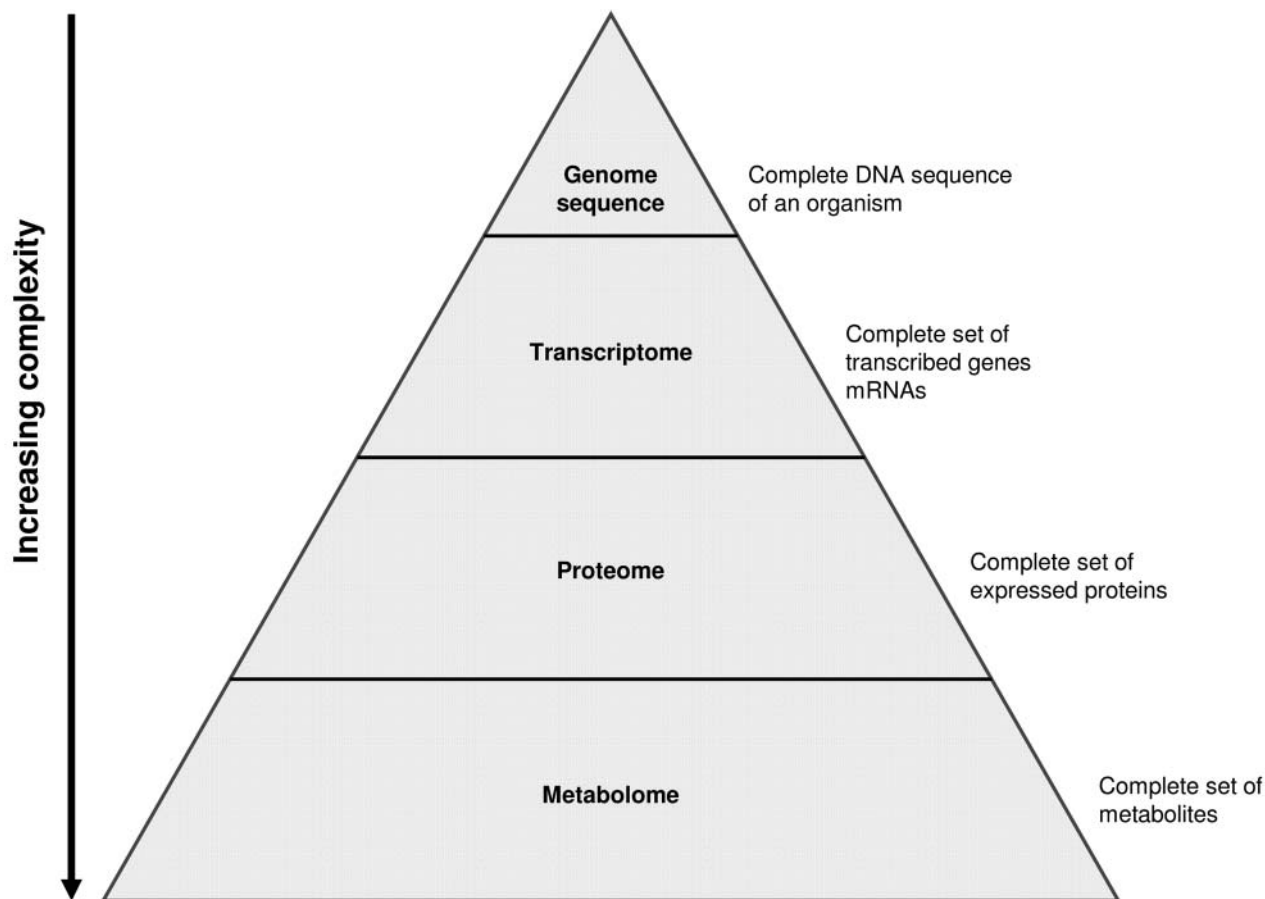 Increasing complexity
Genome
sequence
Complete DNA sequence
of an organism
Transcriptome
Complete set of
transcribed genes
mRNAs
Proteome
Complete set of
expressed proteins
Metabolome
Complete set of
metabolites